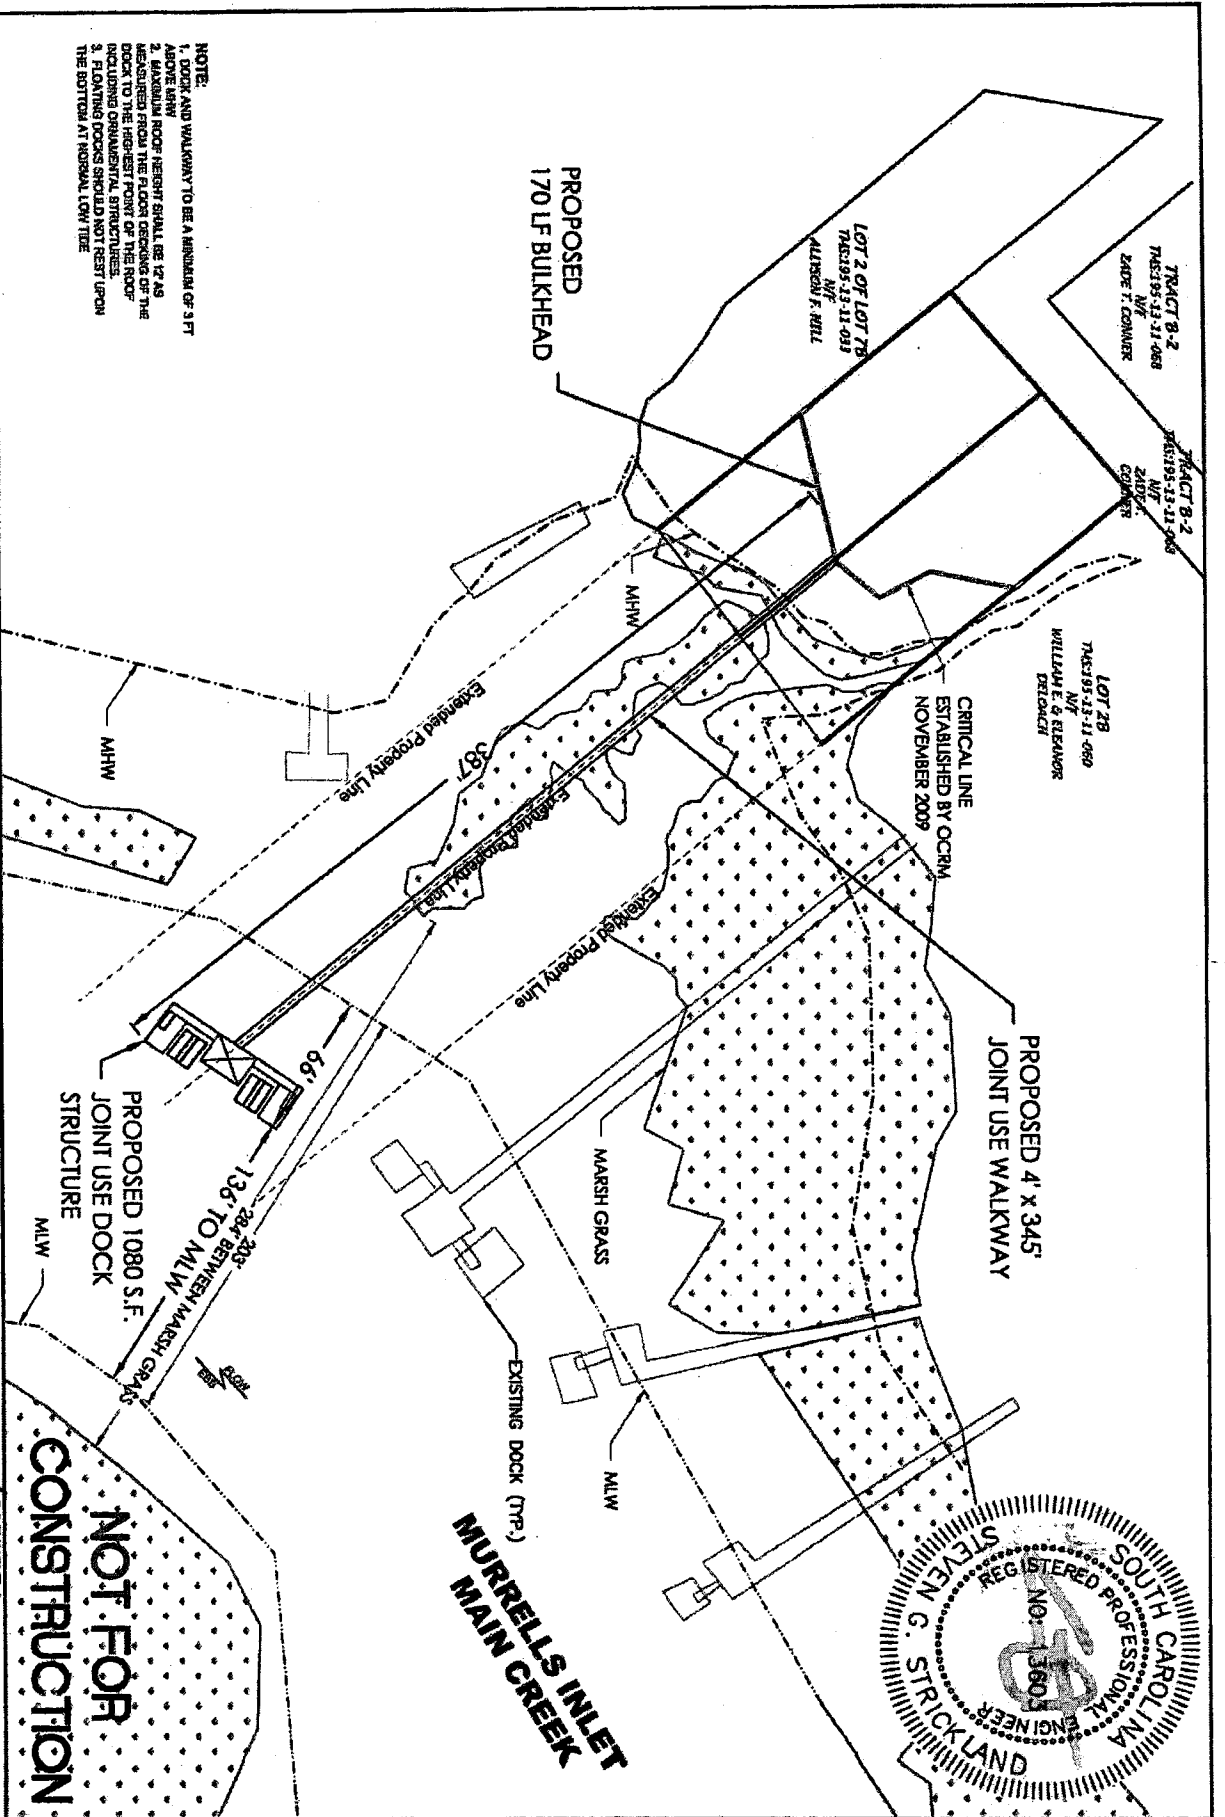 TRACT B-2
TMS:195-13-11-068
N/F
ZADE T. CONNER
TRACT B-2
TMS:195-13-11-068
N/F
ZADE T.
CONNER
LOT 2B
TMS:195-13-11-060
N/F
WILLIAM E. & ELEANOR
DELOACH
LOT 2 OF LOT 7B
TMS:195-13-11-033
N/F
ALLYSON F. HILL
CRITICAL LINE
ESTABLISHED BY OCRM
NOVEMBER 2009
PROPOSED
170 LF BULKHEAD
PROPOSED 4' x 345'
JOINT USE WALKWAY
MHW
MHW
Extended Property Line
387'
Extended Property Line
Extended Property Line
Extended Property Line
66'
MARSH GRASS
EXISTING DOCK (TYP.)
MLW
PROPOSED 1080 S.F.
JOINT USE DOCK
STRUCTURE
136' TO MLW
203'
284' BETWEEN MARSH GRASS
MLW
FLOW
EBB
MURRELLS INLET
MAIN CREEK
NOT FOR
CONSTRUCTION
SOUTH CAROLINA
REGISTERED PROFESSIONAL
ENGINEER
NO. 13603
STEVEN G. STRICKLAND
NOTE:
1. DOCK AND WALKWAY TO BE A MINIMUM OF 3 FT
ABOVE MHW
2. MAXIMUM ROOF HEIGHT SHALL BE 12' AS
MEASURED FROM THE FLOOR DECKING OF THE
DOCK TO THE HIGHEST POINT OF THE ROOF
INCLUDING ORNAMENTAL STRUCTURES.
3. FLOATING DOCKS SHOULD NOT REST UPON
THE BOTTOM AT NORMAL LOW TIDE